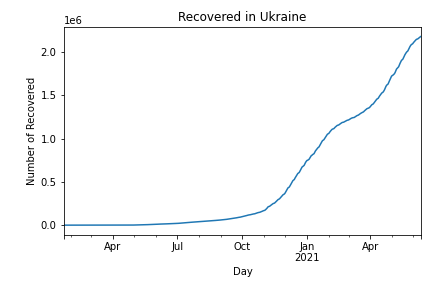 Recovered in Ukraine
1e6
2.0
1.5
1.0
0.5
0.0
Number of Recovered
Apr
Jul
Oct
Jan
2021
Apr
Day